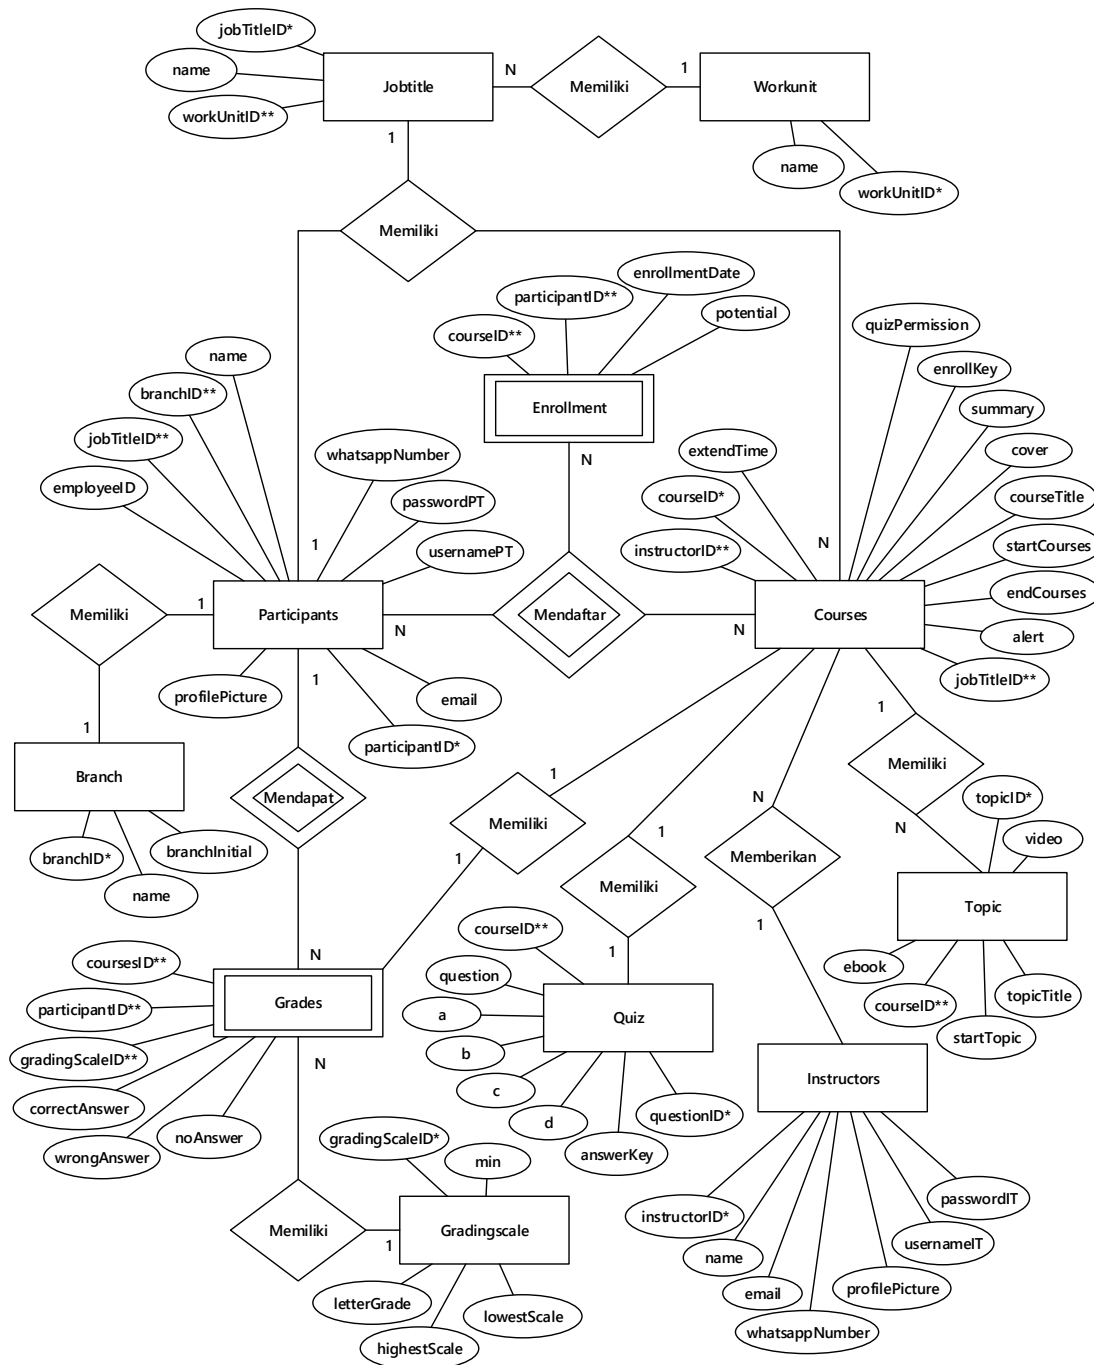 jobTitleID*
name
workUnitID**
Jobtitle
N
Memiliki
1
Workunit
name
workUnitID*
1
Memiliki
enrollmentDate
participantID**
potential
courseID**
Enrollment
N
quizPermission
enrollKey
summary
cover
courseTitle
startCourses
endCourses
alert
jobTitleID**
extendTime
courseID*
instructorID**
N
Courses
name
branchID**
jobTitleID**
employeeID
whatsappNumber
passwordPT
usernamePT
1
Participants
Memiliki
1
N
Mendaftar
N
profilePicture
1
email
participantID*
1
Branch
branchID*
name
branchInitial
Mendapat
N
1
Memiliki
1
1
Memiliki
1
N
Memberikan
1
1
Memiliki
N
topicID*
video
Topic
ebook
courseID**
startTopic
topicTitle
coursesID**
participantID**
gradingScaleID**
correctAnswer
wrongAnswer
noAnswer
Grades
N
courseID**
question
a
b
c
d
answerKey
questionID*
Quiz
Instructors
instructorID*
name
email
whatsappNumber
profilePicture
usernameIT
passwordIT
Memiliki
1
gradingScaleID*
min
Gradingscale
letterGrade
highestScale
lowestScale